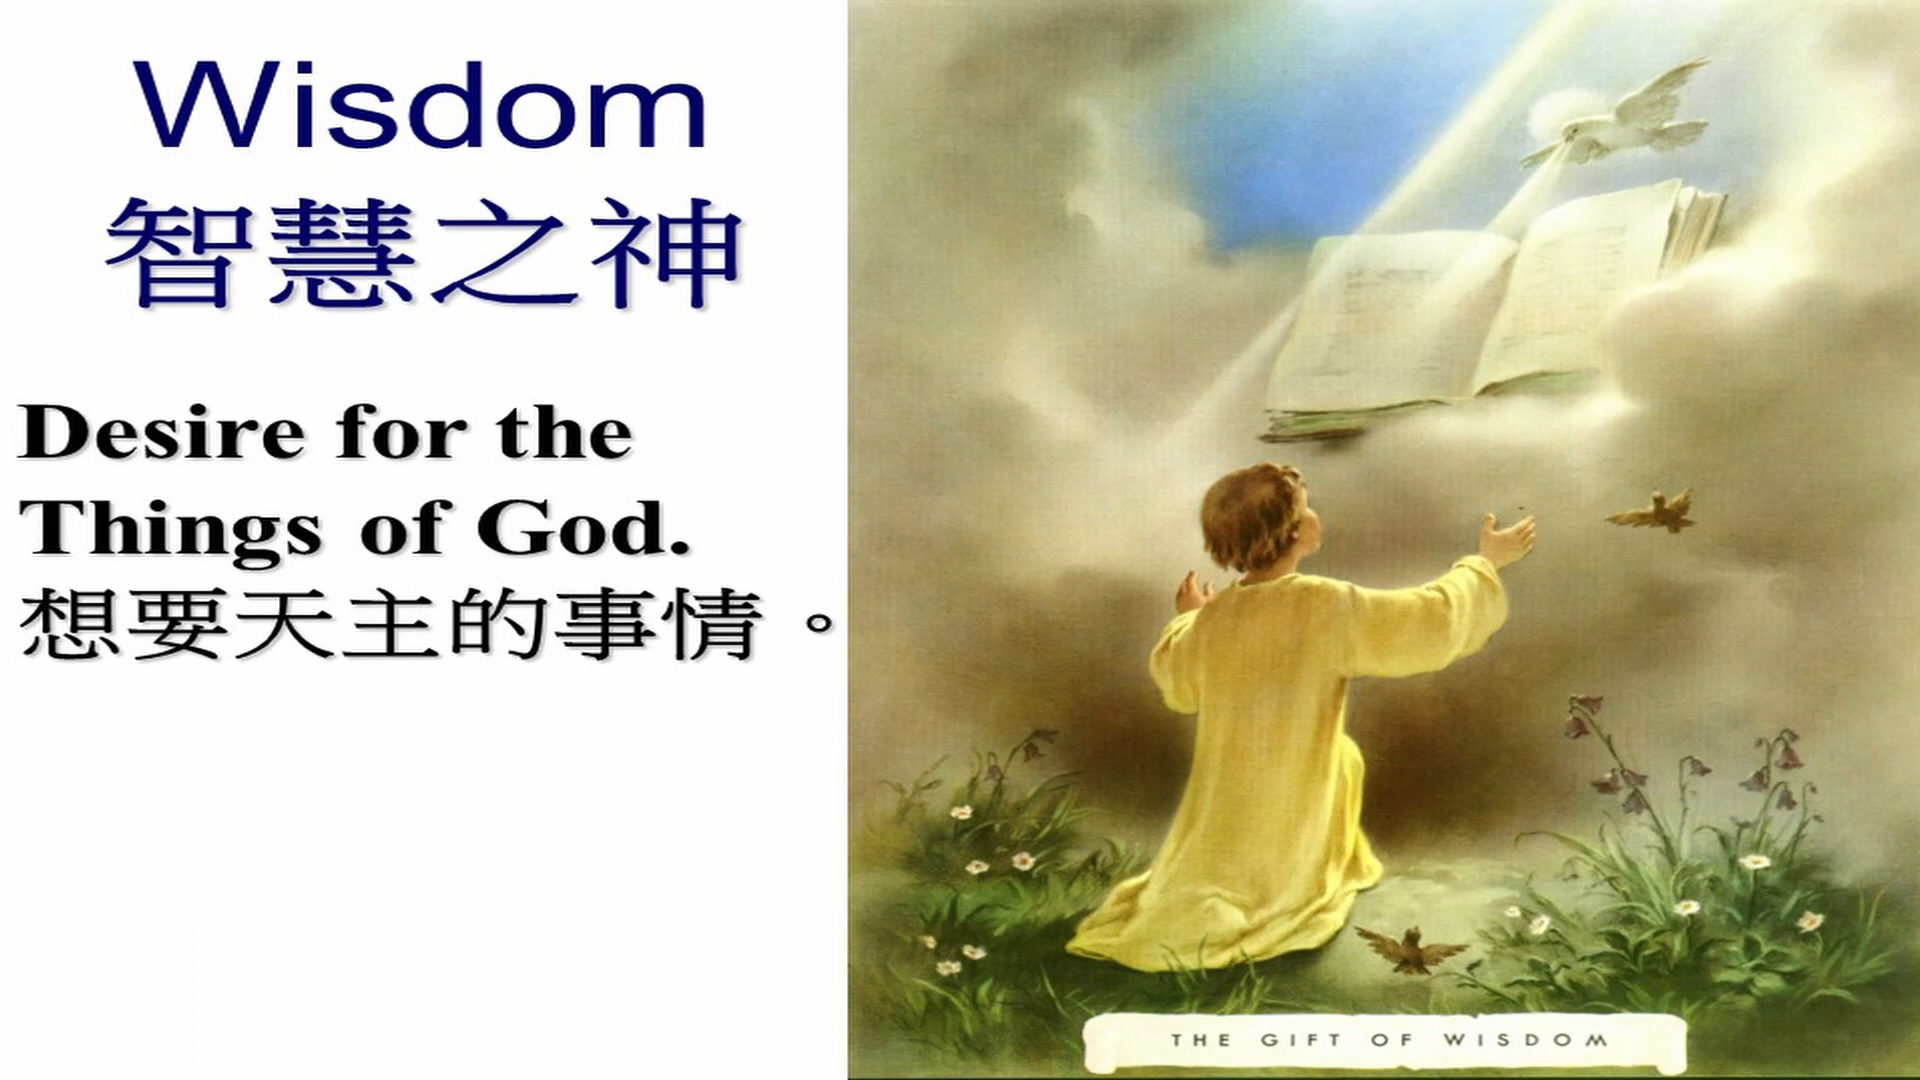 Wisdom
智慧之神
Desire for the
Things of God.
想要天主的事情。
THE GIFT OF WISDOM